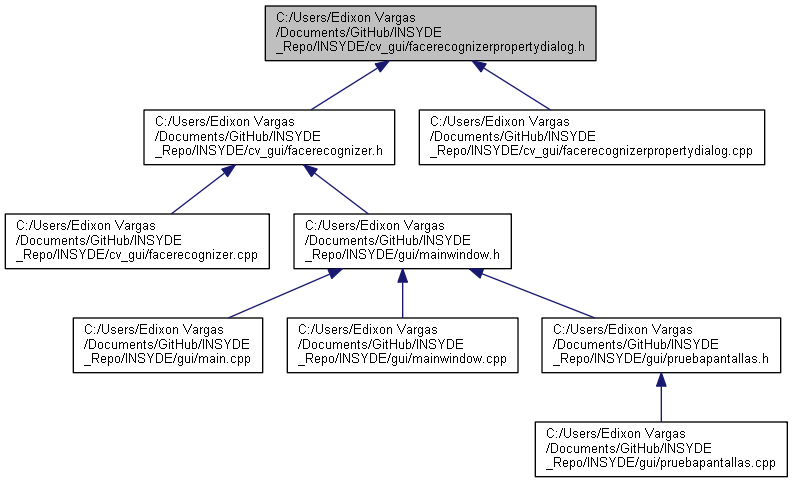 C:/Users/Edixon Vargas
/Documents/GitHub/INSYDE
_Repo/INSYDE/cv_gui/facerecognizerpropertydialog.h
C:/Users/Edixon Vargas
/Documents/GitHub/INSYDE
_Repo/INSYDE/cv_gui/facerecognizer.h
C:/Users/Edixon Vargas
/Documents/GitHub/INSYDE
_Repo/INSYDE/cv_gui/facerecognizerpropertydialog.cpp
C:/Users/Edixon Vargas
/Documents/GitHub/INSYDE
_Repo/INSYDE/cv_gui/facerecognizer.cpp
C:/Users/Edixon Vargas
/Documents/GitHub/INSYDE
_Repo/INSYDE/gui/mainwindow.h
C:/Users/Edixon Vargas
/Documents/GitHub/INSYDE
_Repo/INSYDE/gui/main.cpp
C:/Users/Edixon Vargas
/Documents/GitHub/INSYDE
_Repo/INSYDE/gui/mainwindow.cpp
C:/Users/Edixon Vargas
/Documents/GitHub/INSYDE
_Repo/INSYDE/gui/pruebapantallas.h
C:/Users/Edixon Vargas
/Documents/GitHub/INSYDE
_Repo/INSYDE/gui/pruebapantallas.cpp